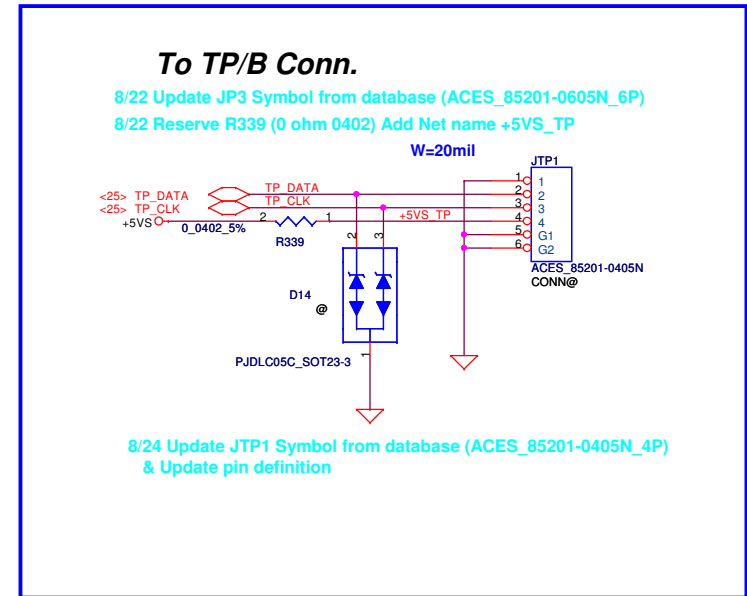 To TP/B Conn.
8/22 Update JP3 Symbol from database (ACES_85201-0605N_6P)
8/22 Reserve R339 (0 ohm 0402) Add Net name +5VS_TP
W=20mil
JTP1
<25> TP_DATA
TP_DATA
<25> TP_CLK
TP_CLK
+5VS
0_0402_5%
2
1
R339
+5VS_TP
1 1
2 2
3 3
4 4
5 G1
6 G2
ACES_85201-0405N
CONN@
2
3
D14
@
1
PJDLC05C_SOT23-3
8/24 Update JTP1 Symbol from database (ACES_85201-0405N_4P)
& Update pin definition